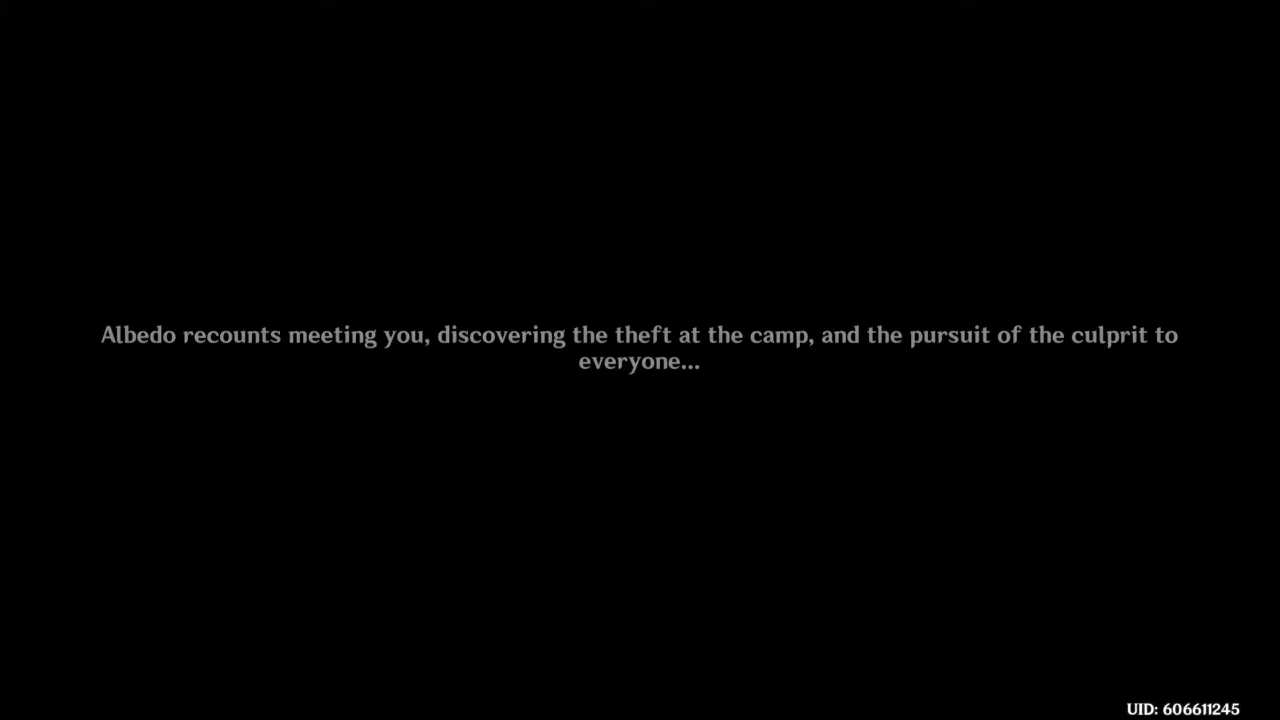 Albedo recounts meeting you, discovering the theft at the camp, and the pursuit of the culprit to
everyone...
UID: 606611245